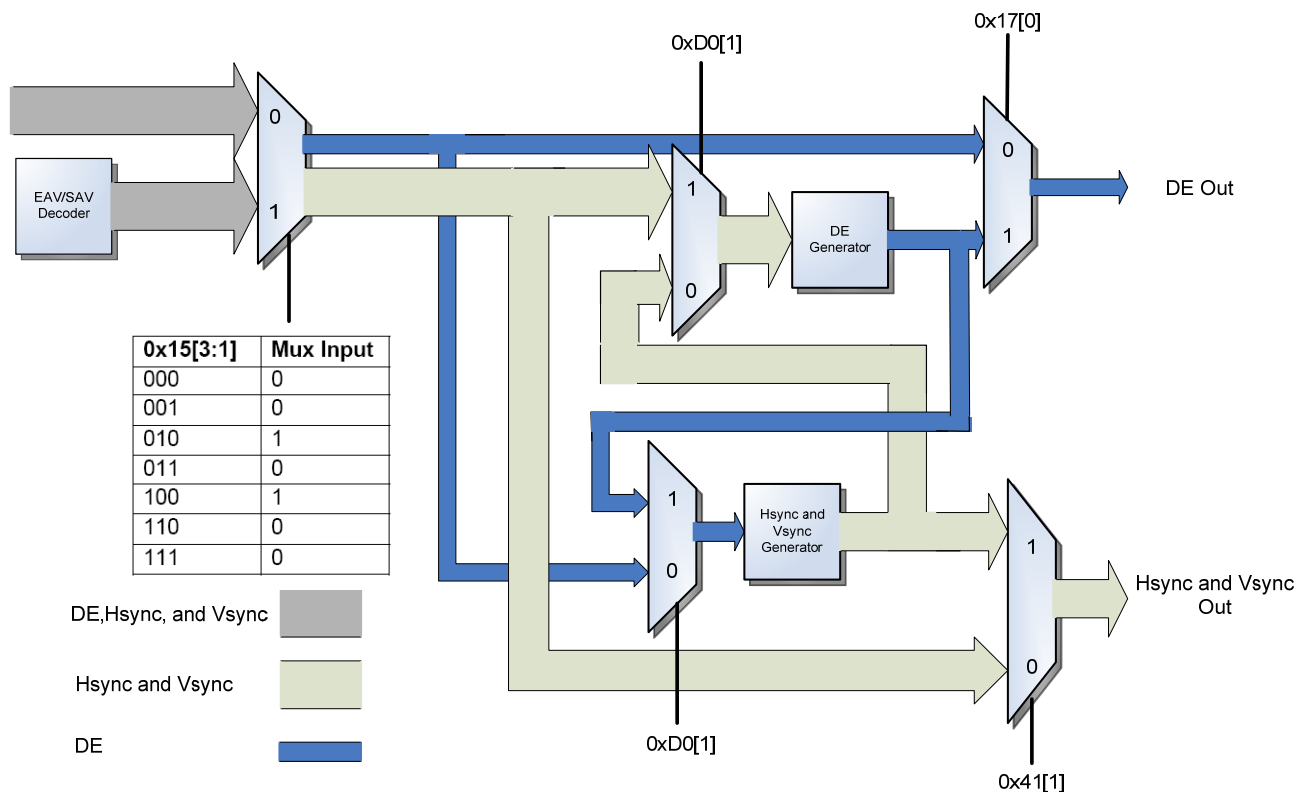 0x17[0]
0xD0[1]
0
1
EAV/SAV
Decoder
1
0
DE
Generator
0
1
DE Out
0x15[3:1] Mux Input
000 0
001 0
010 1
011 0
100 1
110 0
111 0
1
0
Hsync and
Vsync
Generator
1
0
Hsync and Vsync
Out
DE,Hsync, and Vsync
Hsync and Vsync
DE
0xD0[1]
0x41[1]